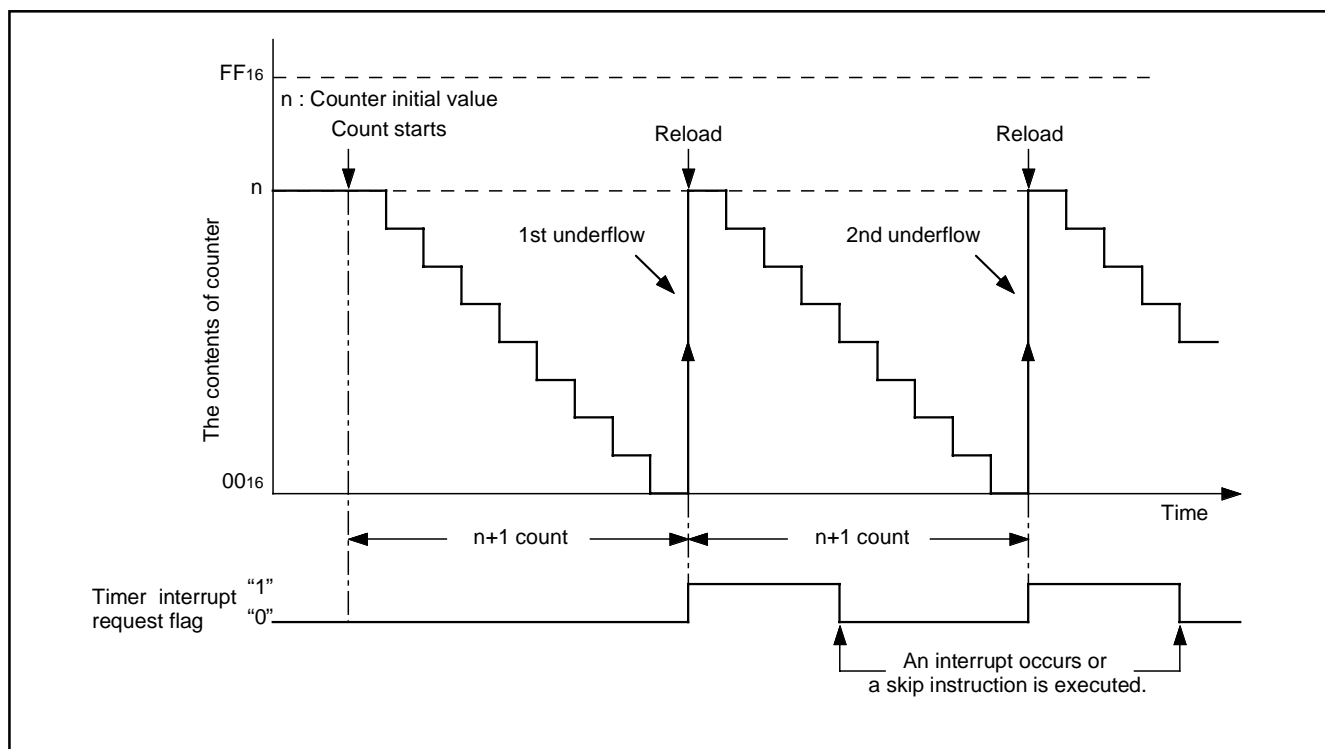 FF16
n : Counter initial value
Count starts
Reload
Reload
n
1st underflow
2nd underflow
The contents of counter
0016
Time
n+1 count
n+1 count
Timer interrupt
request flag
“1”
“0”
An interrupt occurs or
a skip instruction is executed.